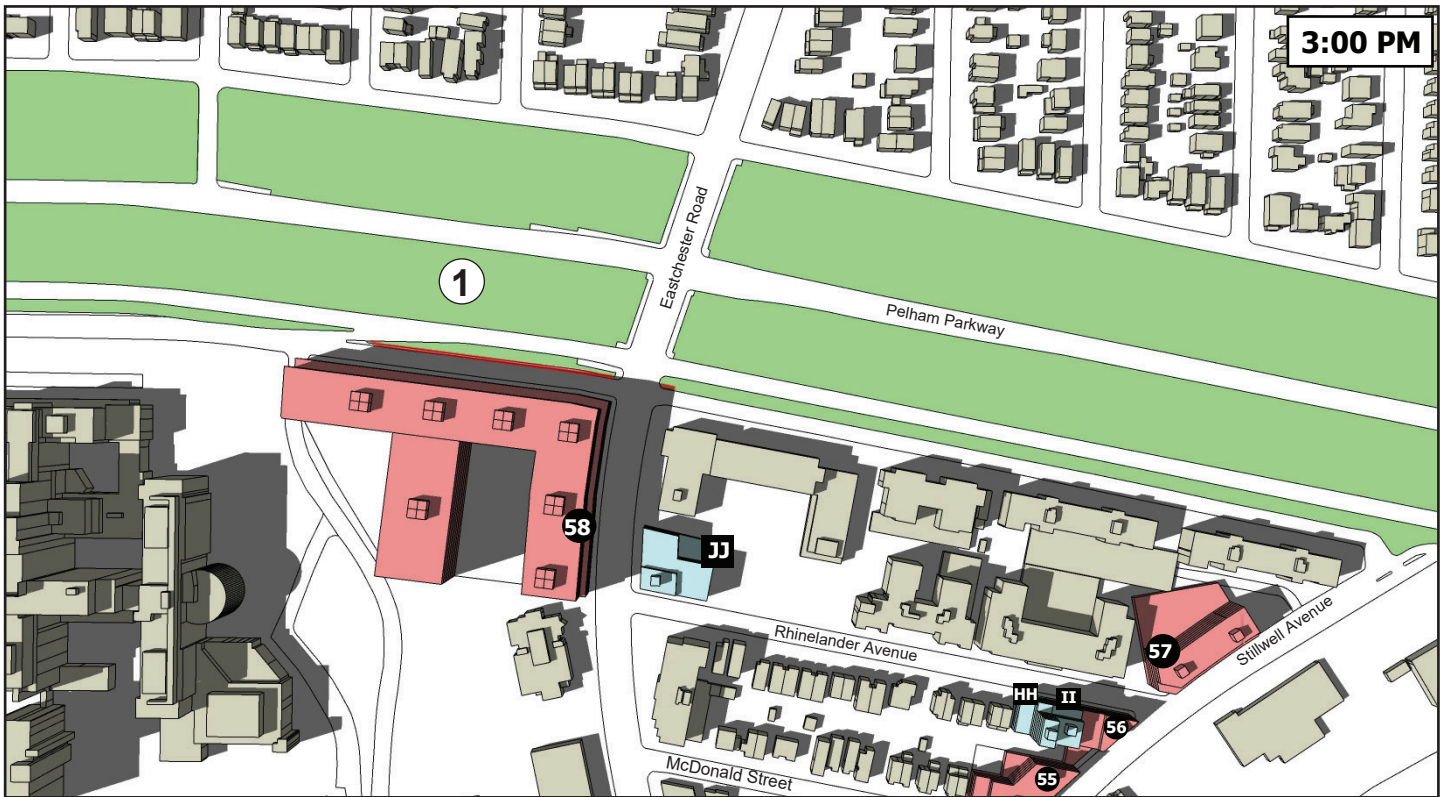 3:00 PM
Eastchester Road
1
Pelham Parkway
58
JJ
Rhinelander Avenue
57
Stillwell Avenue
HH
II
56
McDonald Street
55